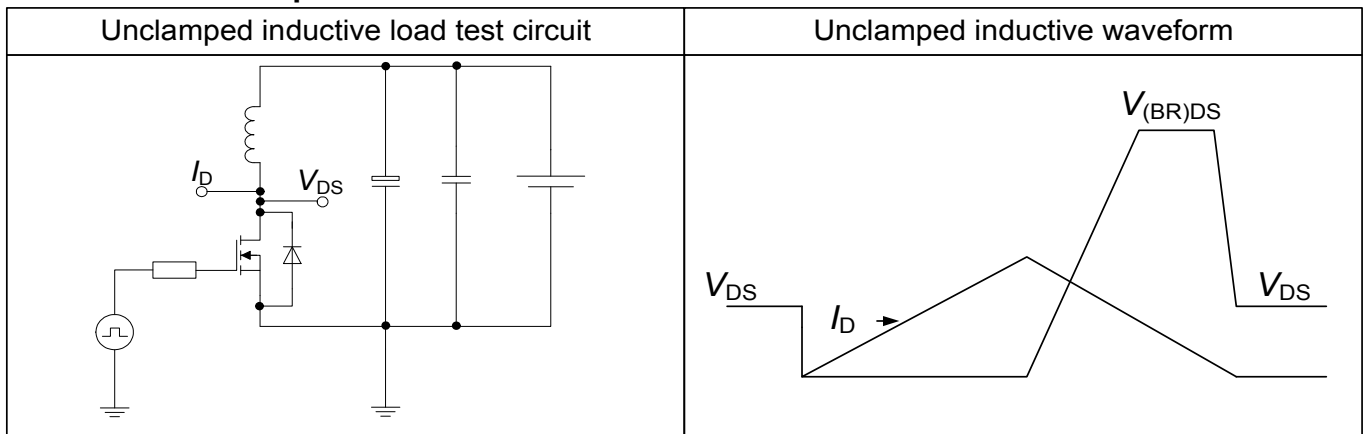 Unclamped inductive load test circuit
Unclamped inductive waveform
I_D
V_DS
V_(BR)DS
V_DS
I_D
V_DS